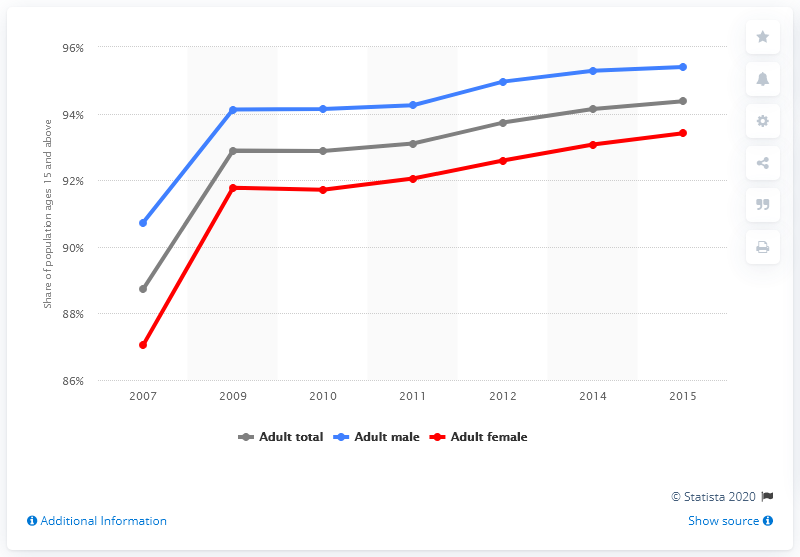 96%
94%
92%
90%
88%
86%
Share of population ages 15 and above
2007 2009 2010 2011 2012 2014 2015
Adult total Adult male Adult female
© Statista 2020
Additional Information Show source